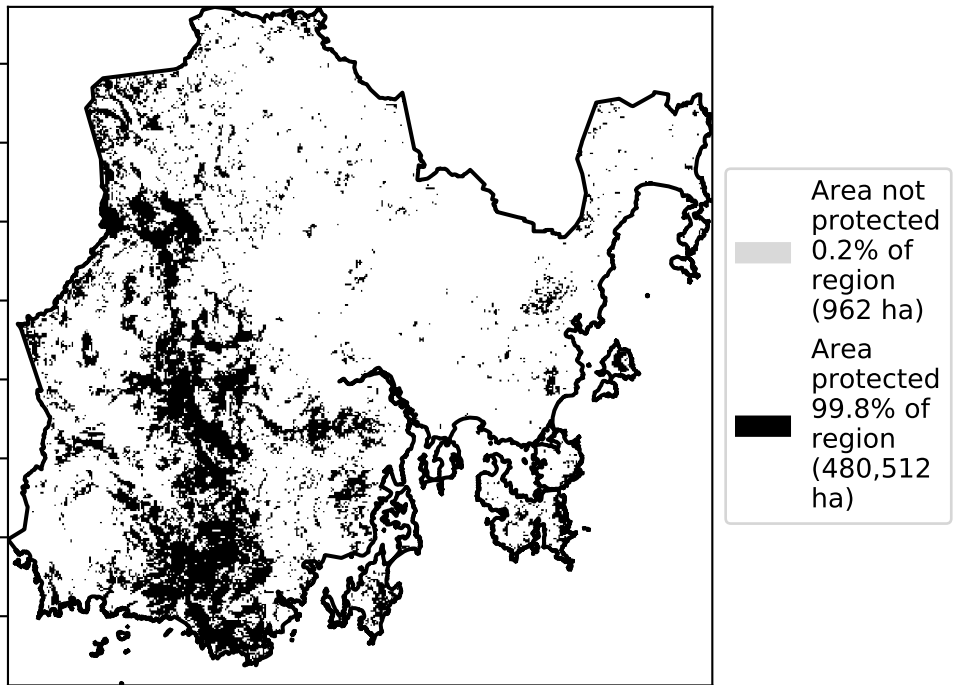 Area not
protected
0.2% of
region
(962 ha)
Area
protected
99.8% of
region
(480,512
ha)